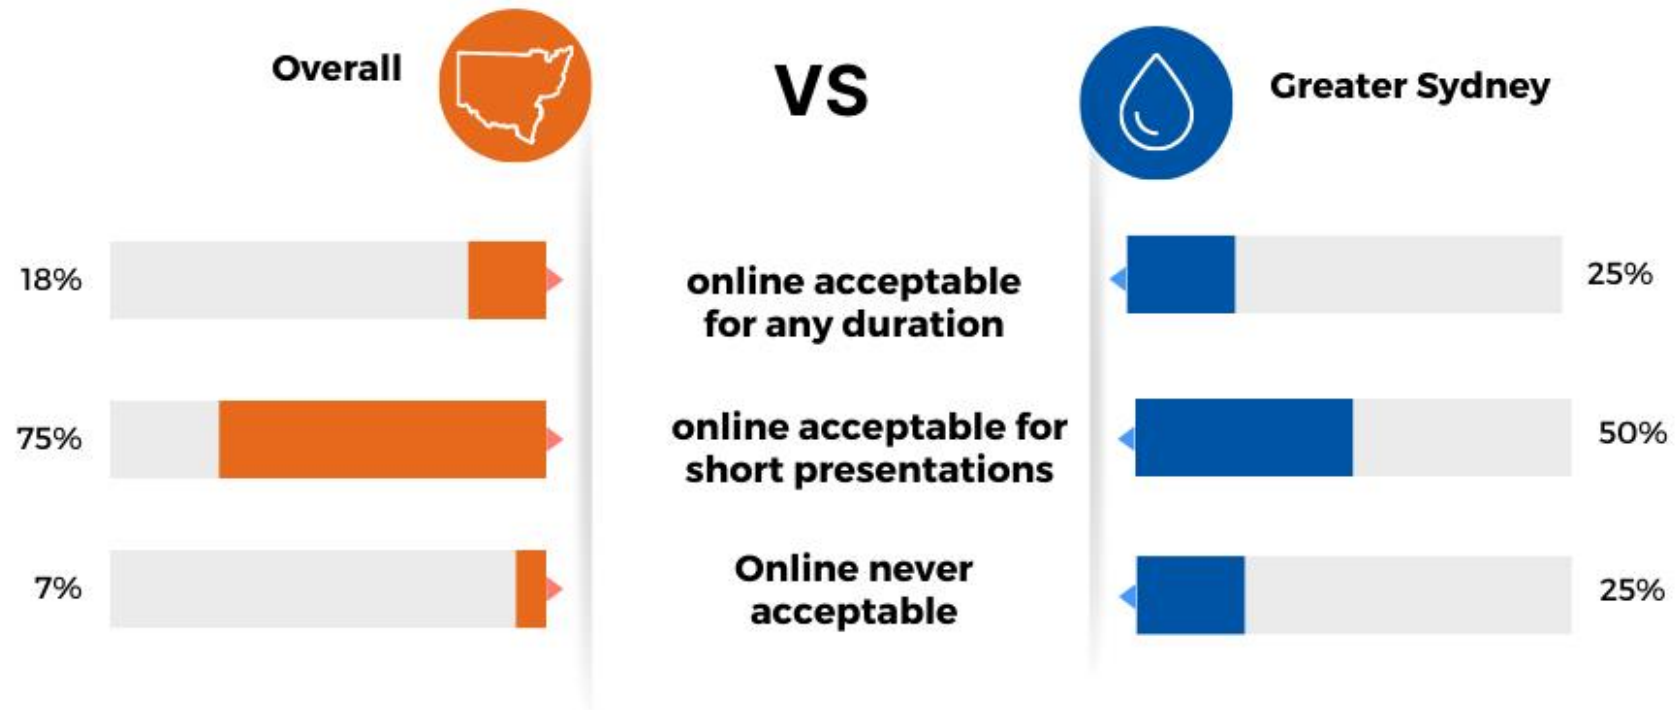 Overall
VS
Greater Sydney
18%
online acceptable
for any duration
25%
75%
online acceptable for
short presentations
50%
7%
Online never
acceptable
25%